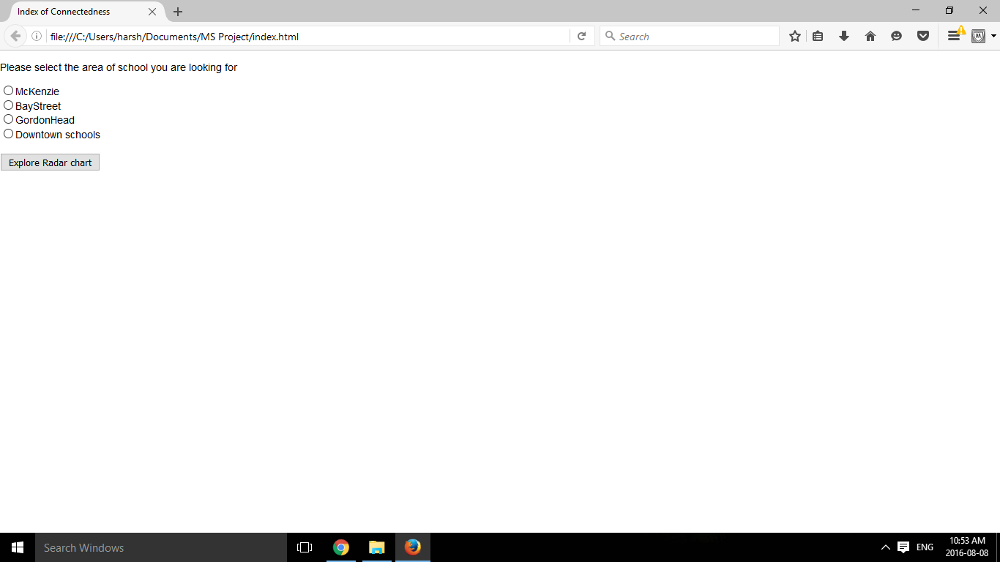 Index of Connectedness
file:///C:/Users/harsh/Documents/MS Project/index.html
Search
Please select the area of school you are looking for
McKenzie
BayStreet
GordonHead
Downtown schools
Explore Radar chart
Search Windows
ENG
10:53 AM
2016-08-08